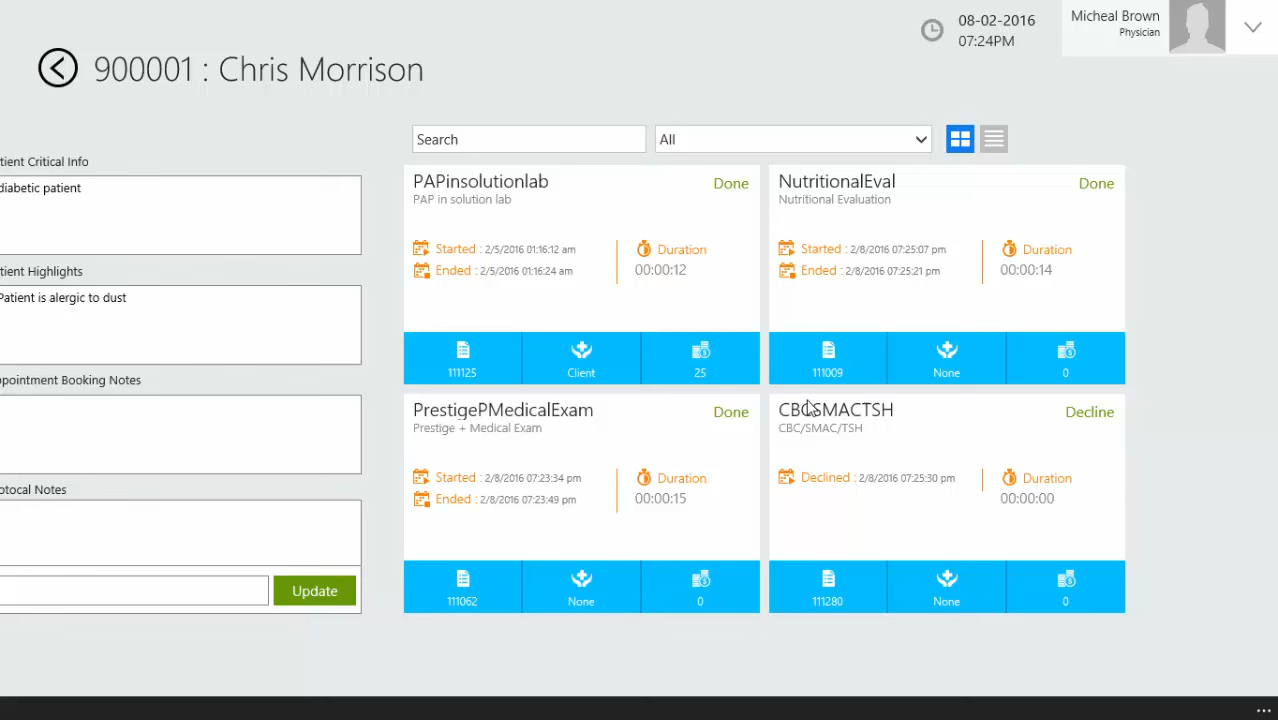 08-02-2016
07:24PM
Micheal Brown
Physician
900001 : Chris Morrison
tient Critical Info
diabetic patient
tient Highlights
Patient is alergic to dust
ppointment Booking Notes
otocal Notes
Update
Search
All
PAPinsolutionlab
Done
PAP in solution lab
Started : 2/5/2016 01:16:12 am
Ended : 2/5/2016 01:16:24 am
Duration
00:00:12
111125
Client
25
NutritionalEval
Done
Nutritional Evaluation
Started : 2/8/2016 07:25:07 pm
Ended : 2/8/2016 07:25:21 pm
Duration
00:00:14
111009
None
0
PrestigePMedicalExam
Done
Prestige + Medical Exam
Started : 2/8/2016 07:23:34 pm
Ended : 2/8/2016 07:23:49 pm
Duration
00:00:15
111062
None
0
CBCSMACTSH
Decline
CBC/SMAC/TSH
Declined : 2/8/2016 07:25:30 pm
Duration
00:00:00
111280
None
0